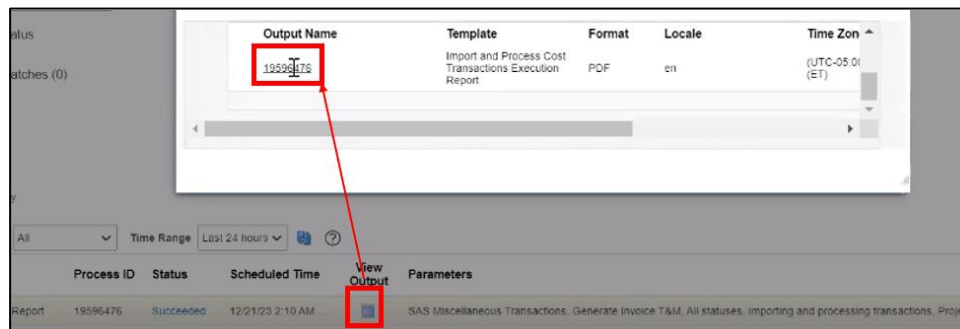 Output Name Template Format Locale Time Zon
atus
Import and Process Cost
19596476 Transactions Execution PDF en (UTC-05:00
Report (ET)
atches (0)
y
All Time Range Last 24 hours
Process ID Status Scheduled Time View Output Parameters
Report 19596476 Succeeded 12/21/23 2:10 AM ... SAS Miscellaneous Transactions, Generate Invoice T&M, All statuses, Importing and processing transactions, Proje